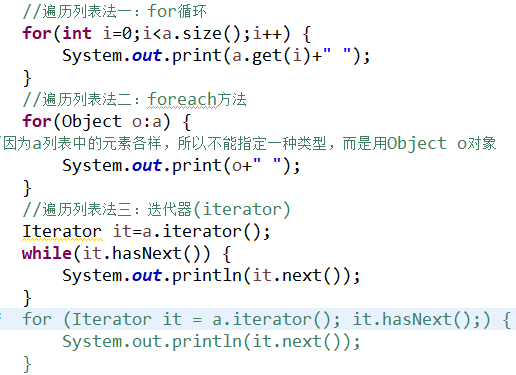 //遍历列表法一：for循环
for(int i=0;i<a.size();i++) {
System.out.print(a.get(i)+" ");
}
//遍历列表法二：foreach方法
for(Object o:a) {
因为a列表中的元素各样，所以不能指定一种类型，而是用Object o对象
System.out.print(o+" ");
}
//遍历列表法三：迭代器(iterator)
Iterator it=a.iterator();
while(it.hasNext()) {
System.out.println(it.next());
}
for (Iterator it = a.iterator(); it.hasNext();) {
System.out.println(it.next());
}